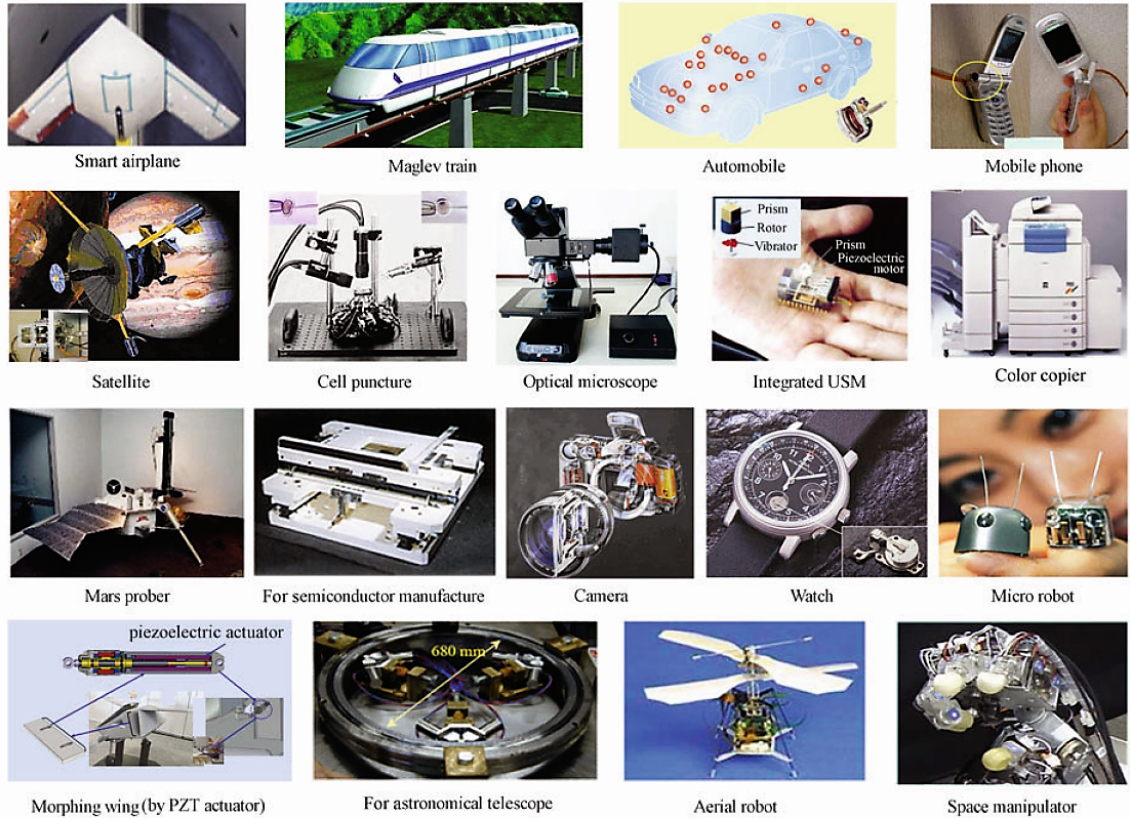 Smart airplane
Maglev train
Automobile
Mobile phone
Prism
Rotor
Vibrator
Prism
Piezoelectric
motor
Satellite
Cell puncture
Optical microscope
Integrated USM
Color copier
Mars prober
For semiconductor manufacture
Camera
Watch
Micro robot
piezoelectric actuator
680 mm
Morphing wing (by PZT actuator)
For astronomical telescope
Aerial robot
Space manipulator